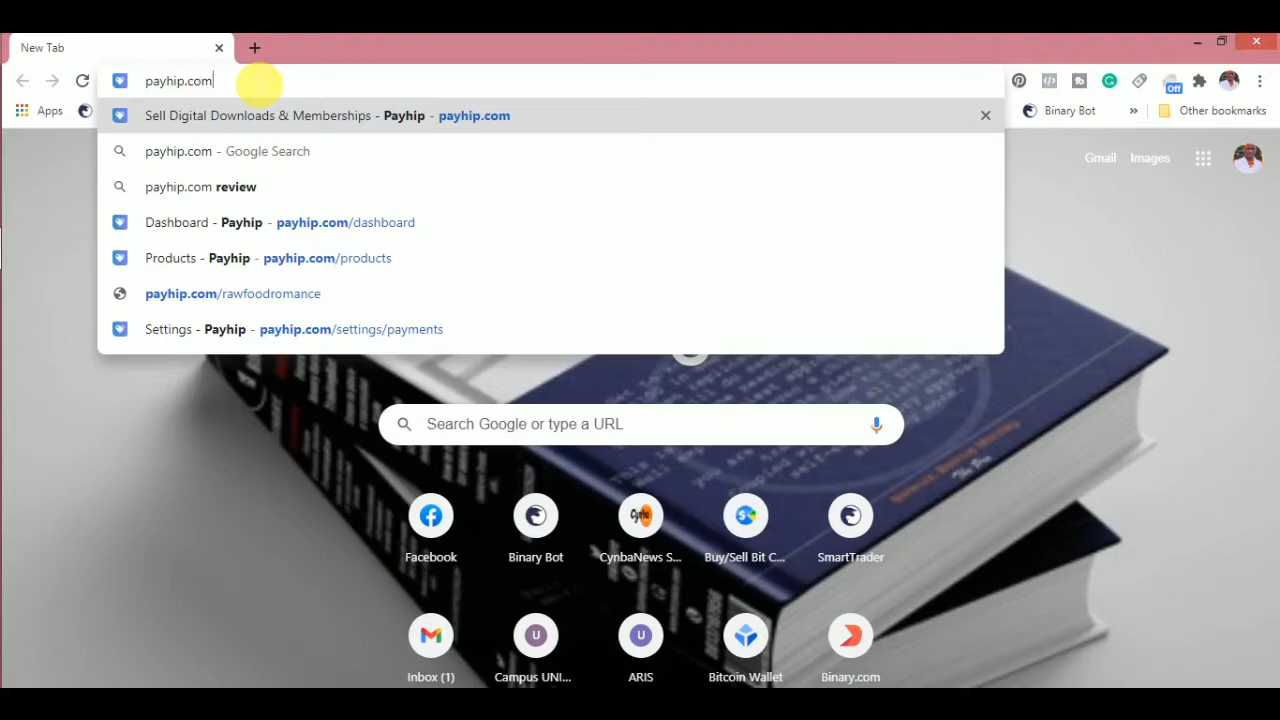 New Tab
payhip.com
Off
Sell Digital Downloads & Memberships - Payhip - payhip.com
Apps
Binary Bot
»
Other bookmarks
payhip.com - Google Search
Gmail
Images
payhip.com review
Dashboard - Payhip - payhip.com/dashboard
Products - Payhip - payhip.com/products
payhip.com/rawfoodromance
Settings - Payhip - payhip.com/settings/payments
Search Google or type a URL
Facebook
Binary Bot
CynbaNews S...
Buy/Sell Bit C...
SmartTrader
U
U
Inbox (1)
Campus UNI...
ARIS
Bitcoin Wallet
Binary.com